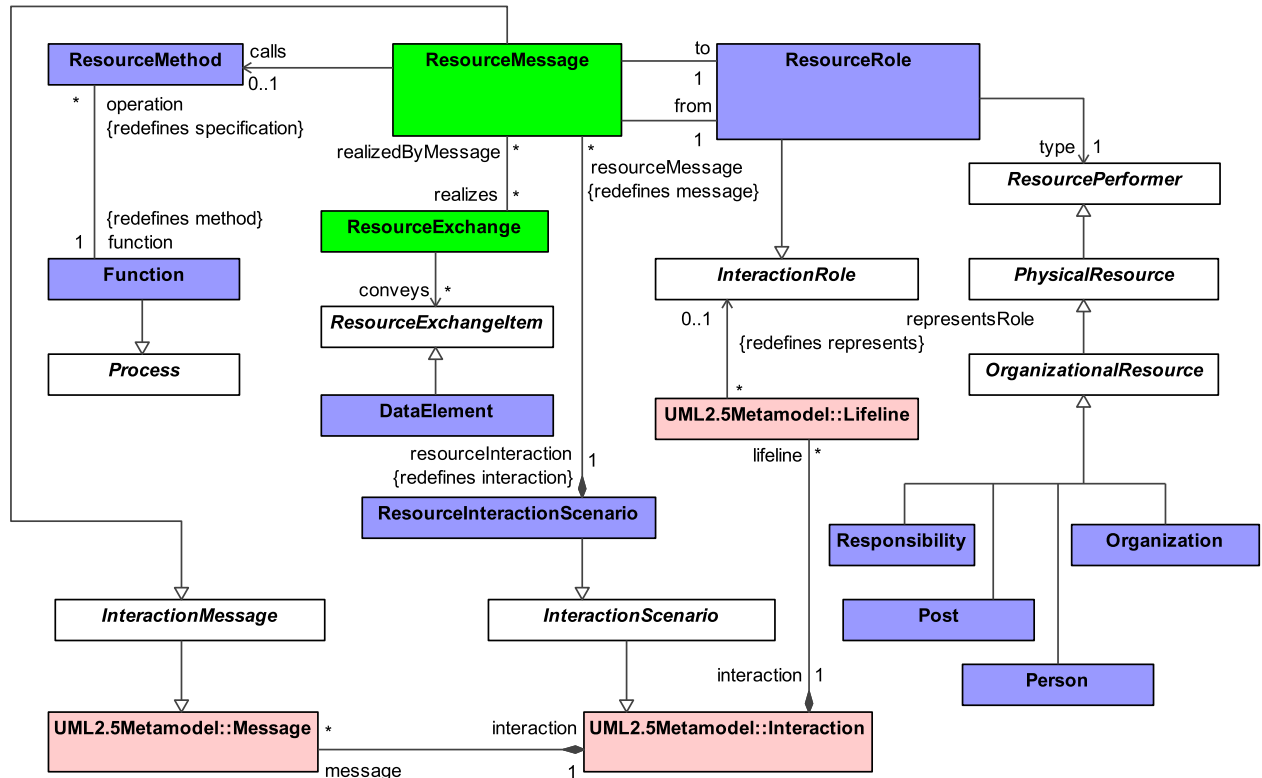 ResourceMethod
calls
0..1
ResourceMessage
to
1
from
1
ResourceRole
*
operation
{redefines specification}
realizedByMessage
*
*
resourceMessage
{redefines message}
type
1
ResourcePerformer
realizes
*
{redefines method}
1
function
ResourceExchange
Function
InteractionRole
PhysicalResource
conveys
*
ResourceExchangeItem
0..1
representsRole
{redefines represents}
Process
OrganizationalResource
*
DataElement
UML2.5Metamodel::Lifeline
resourceInteraction
1
{redefines interaction}
lifeline
*
ResourceInteractionScenario
Responsibility
Organization
InteractionMessage
InteractionScenario
Post
interaction
1
Person
UML2.5Metamodel::Message
*
interaction
UML2.5Metamodel::Interaction
message
1